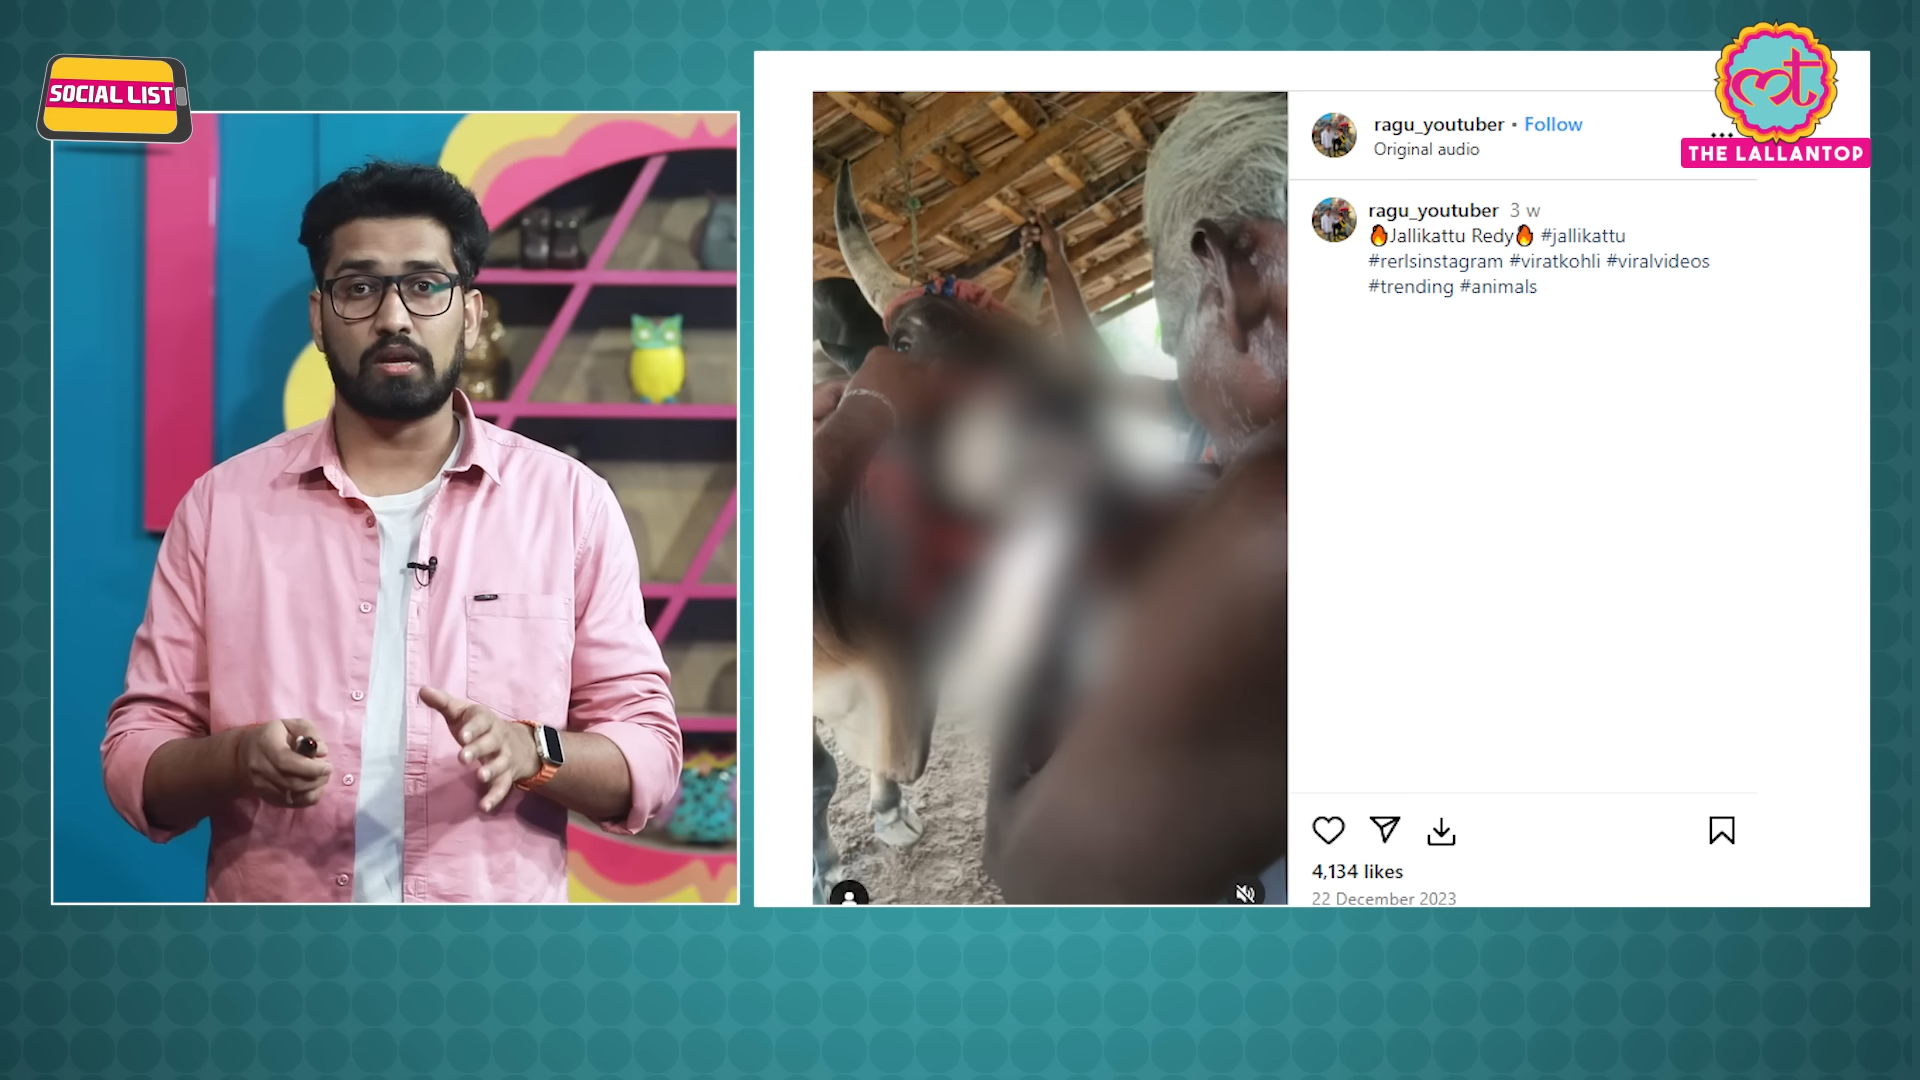 SOCIAL LIST
THE LALLANTOP
ragu_youtuber • Follow
Original audio
ragu_youtuber 3 w
🔥Jallikattu Redy🔥 #jallikattu
#rerlsinstagram #viratkohli #viralvideos
#trending #animals
4,134 likes
22 December 2023